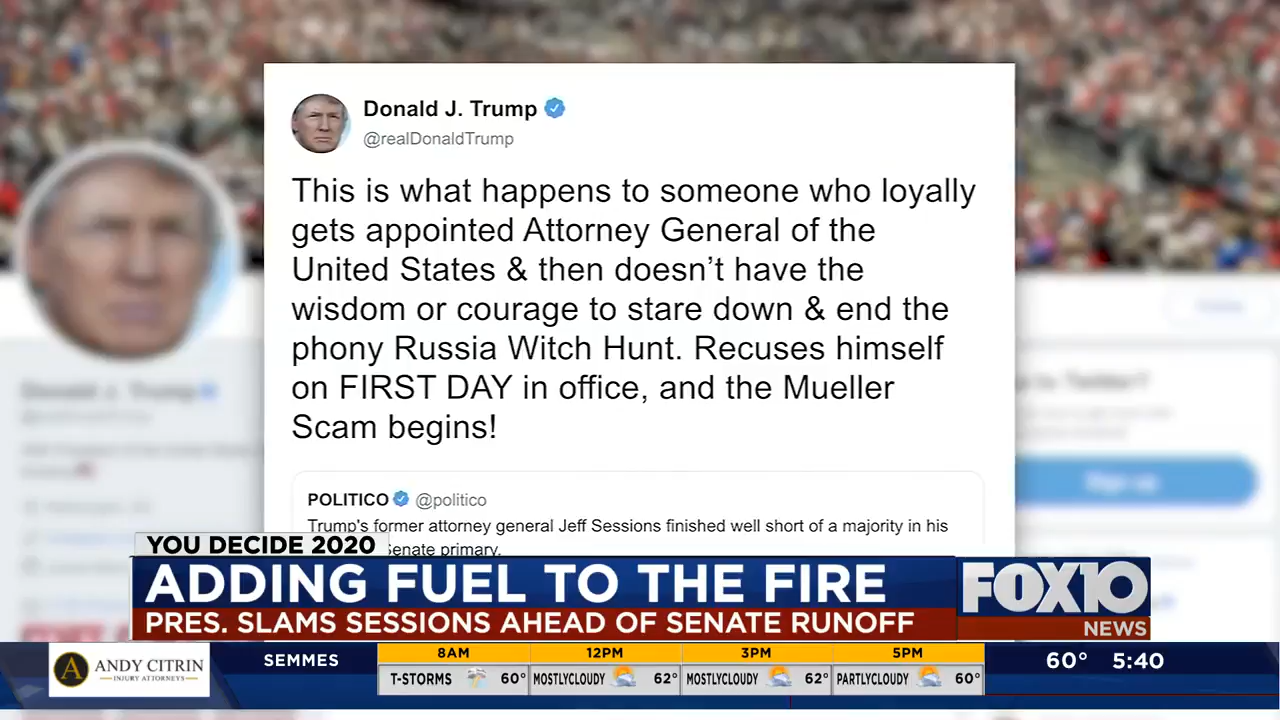 Donald J. Trump
@realDonaldTrump
This is what happens to someone who loyally
gets appointed Attorney General of the
United States & then doesn’t have the
wisdom or courage to stare down & end the
phony Russia Witch Hunt. Recuses himself
on FIRST DAY in office, and the Mueller
Scam begins!
POLITICO @politico
Trump's former attorney general Jeff Sessions finished well short of a majority in his
Senate primary.
YOU DECIDE 2020
ADDING FUEL TO THE FIRE
PRES. SLAMS SESSIONS AHEAD OF SENATE RUNOFF
FOX10
NEWS
Donald J. Trump
Sign up
A ANDY CITRIN
INJURY ATTORNEYS
SEMMES
8AM 12PM 3PM 5PM
T-STORMS 60° MOSTLYCLOUDY 62° MOSTLYCLOUDY 62° PARTLYCLOUDY 60°
60° 5:40